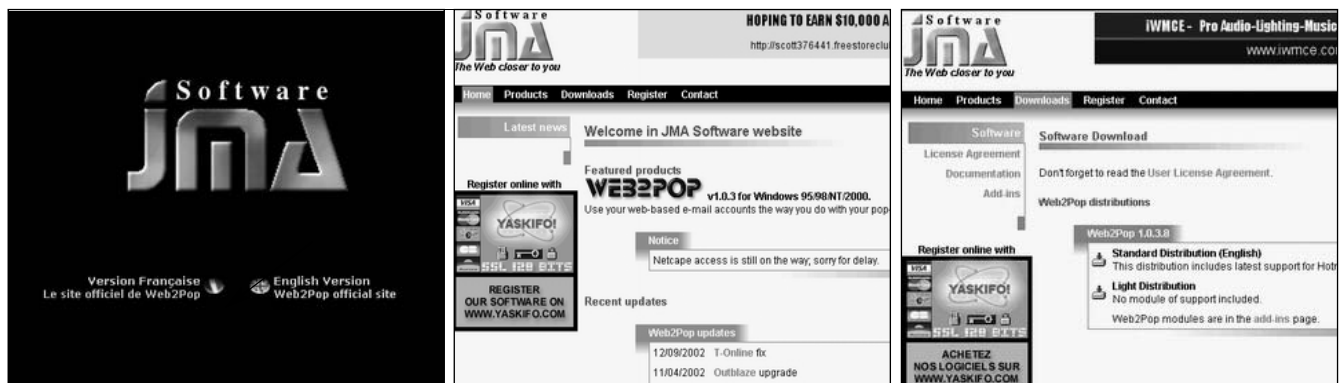 Software
JMA
Version Française
Le site officiel de Web2Pop
English Version
Web2Pop official site
Software
JMA
The Web closer to you
HOPING TO EARN $10,000 A
http://scott376441.freestoreclu
Home Products Downloads Register Contact
Latest news
Welcome in JMA Software website
Featured products
WEB2POP v1.0.3 for Windows 95/98/NT/2000.
Use your web-based e-mail accounts the way you do with your pop
Notice
Netcape access is still on the way; sorry for delay.
Register online with
VISA
YASKIFO!
SSL 128 BITS
REGISTER
OUR SOFTWARE ON
WWW.YASKIFO.COM
Recent updates
Web2Pop updates
12/09/2002 T-Online fix
11/04/2002 Outblaze upgrade
Software
JMA
The Web closer to you
iWMCE - Pro Audio-Lighting-Music
www.iwmce.co
Home Products Downloads Register Contact
Software
License Agreement
Documentation
Add-ins
Software Download
Don't forget to read the User License Agreement.
Web2Pop distributions
Web2Pop 1.0.3.8
Standard Distribution (English)
This distribution includes latest support for Hotr
Light Distribution
No module of support included.
Web2Pop modules are in the add-ins page.
Register online with
VISA
YASKIFO!
SSL 128 BITS
ACHETEZ
NOS LOGICIELS SUR
WWW.YASKIFO.COM